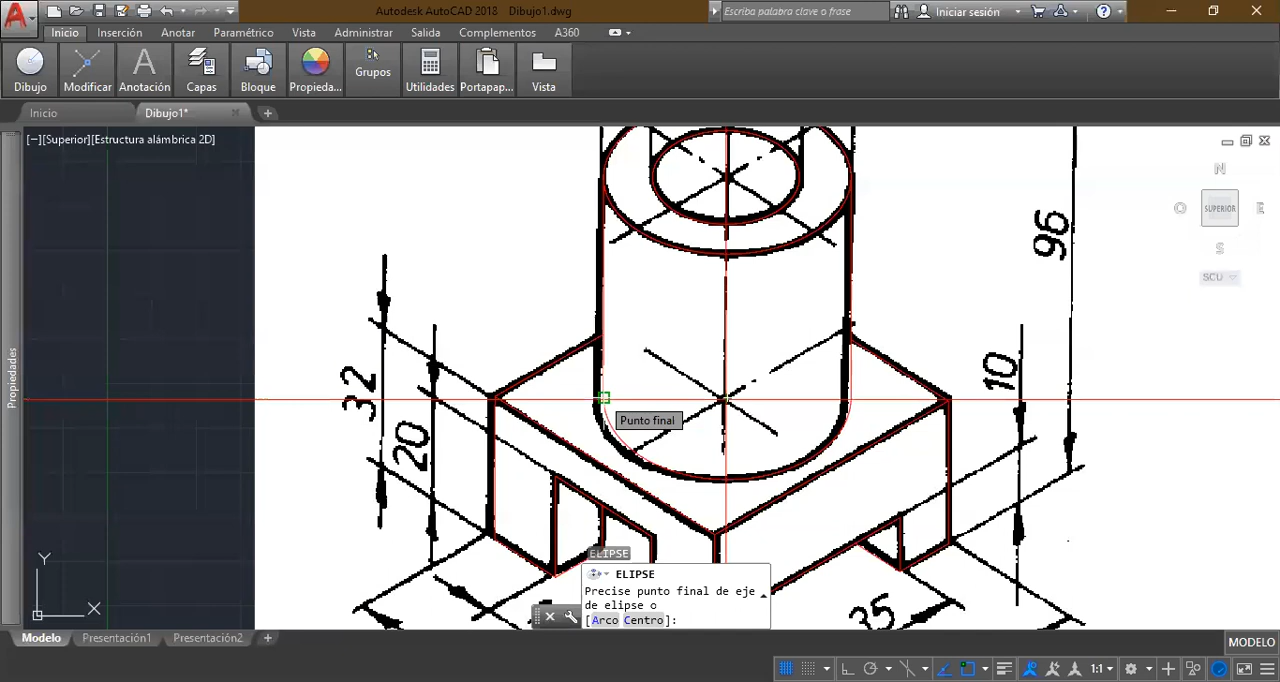 Autodesk AutoCAD 2018 Dibujo1.dwg
Escriba palabra clave o frase
Iniciar sesión
Inicio Inserción Anotar Paramétrico Vista Administrar Salida Complementos A360
Dibujo Modificar Anotación Capas Bloque Propieda... Grupos Utilidades Portapap... Vista
Inicio Dibujo1*
[−][Superior][Estructura alámbrica 2D]
N
O SUPERIOR E
S
SCU
96
32
20
10
35
Punto final
Propiedades
ELIPSE
ELIPSE
Precise punto final de eje
de elipse o
[Arco Centro]:
Y
X
Modelo Presentación1 Presentación2
MODELO
1:1